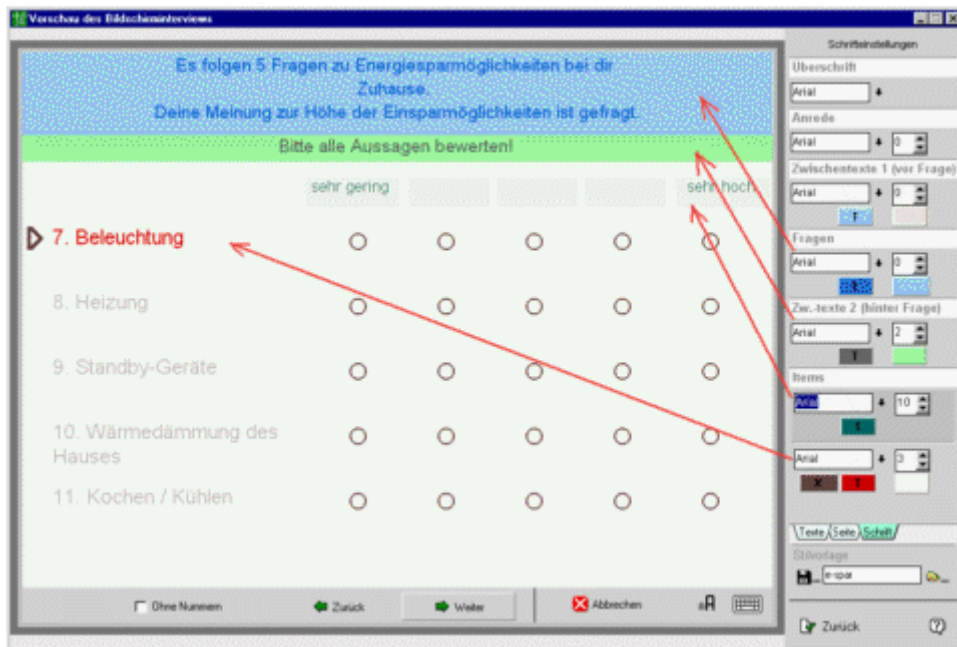 Vorschau des Bildschirminterviews
Es folgen 5 Fragen zu Energiesparmöglichkeiten bei dir
Zuhause.
Deine Meinung zur Höhe der Einsparmöglichkeiten ist gefragt.
Bitte alle Aussagen bewerten!
sehr gering
sehr hoch
7. Beleuchtung
8. Heizung
9. Standby-Geräte
10. Wärmedämmung des
Hauses
11. Kochen / Kühlen
Ohne Nummern
Zurück
Weiter
Abbrechen
Schrifteinstellungen
Überschrift
Arial
Anrede
Arial 0
Zwischentexte 1 (vor Frage)
Arial 0
Fragen
Arial 0
Zw.-texte 2 (hinter Frage)
Arial 2
T
Items
Arial 10
Arial 3
X T
Texte Seite Schrift
Stilvorlage
e-spar
Zurück